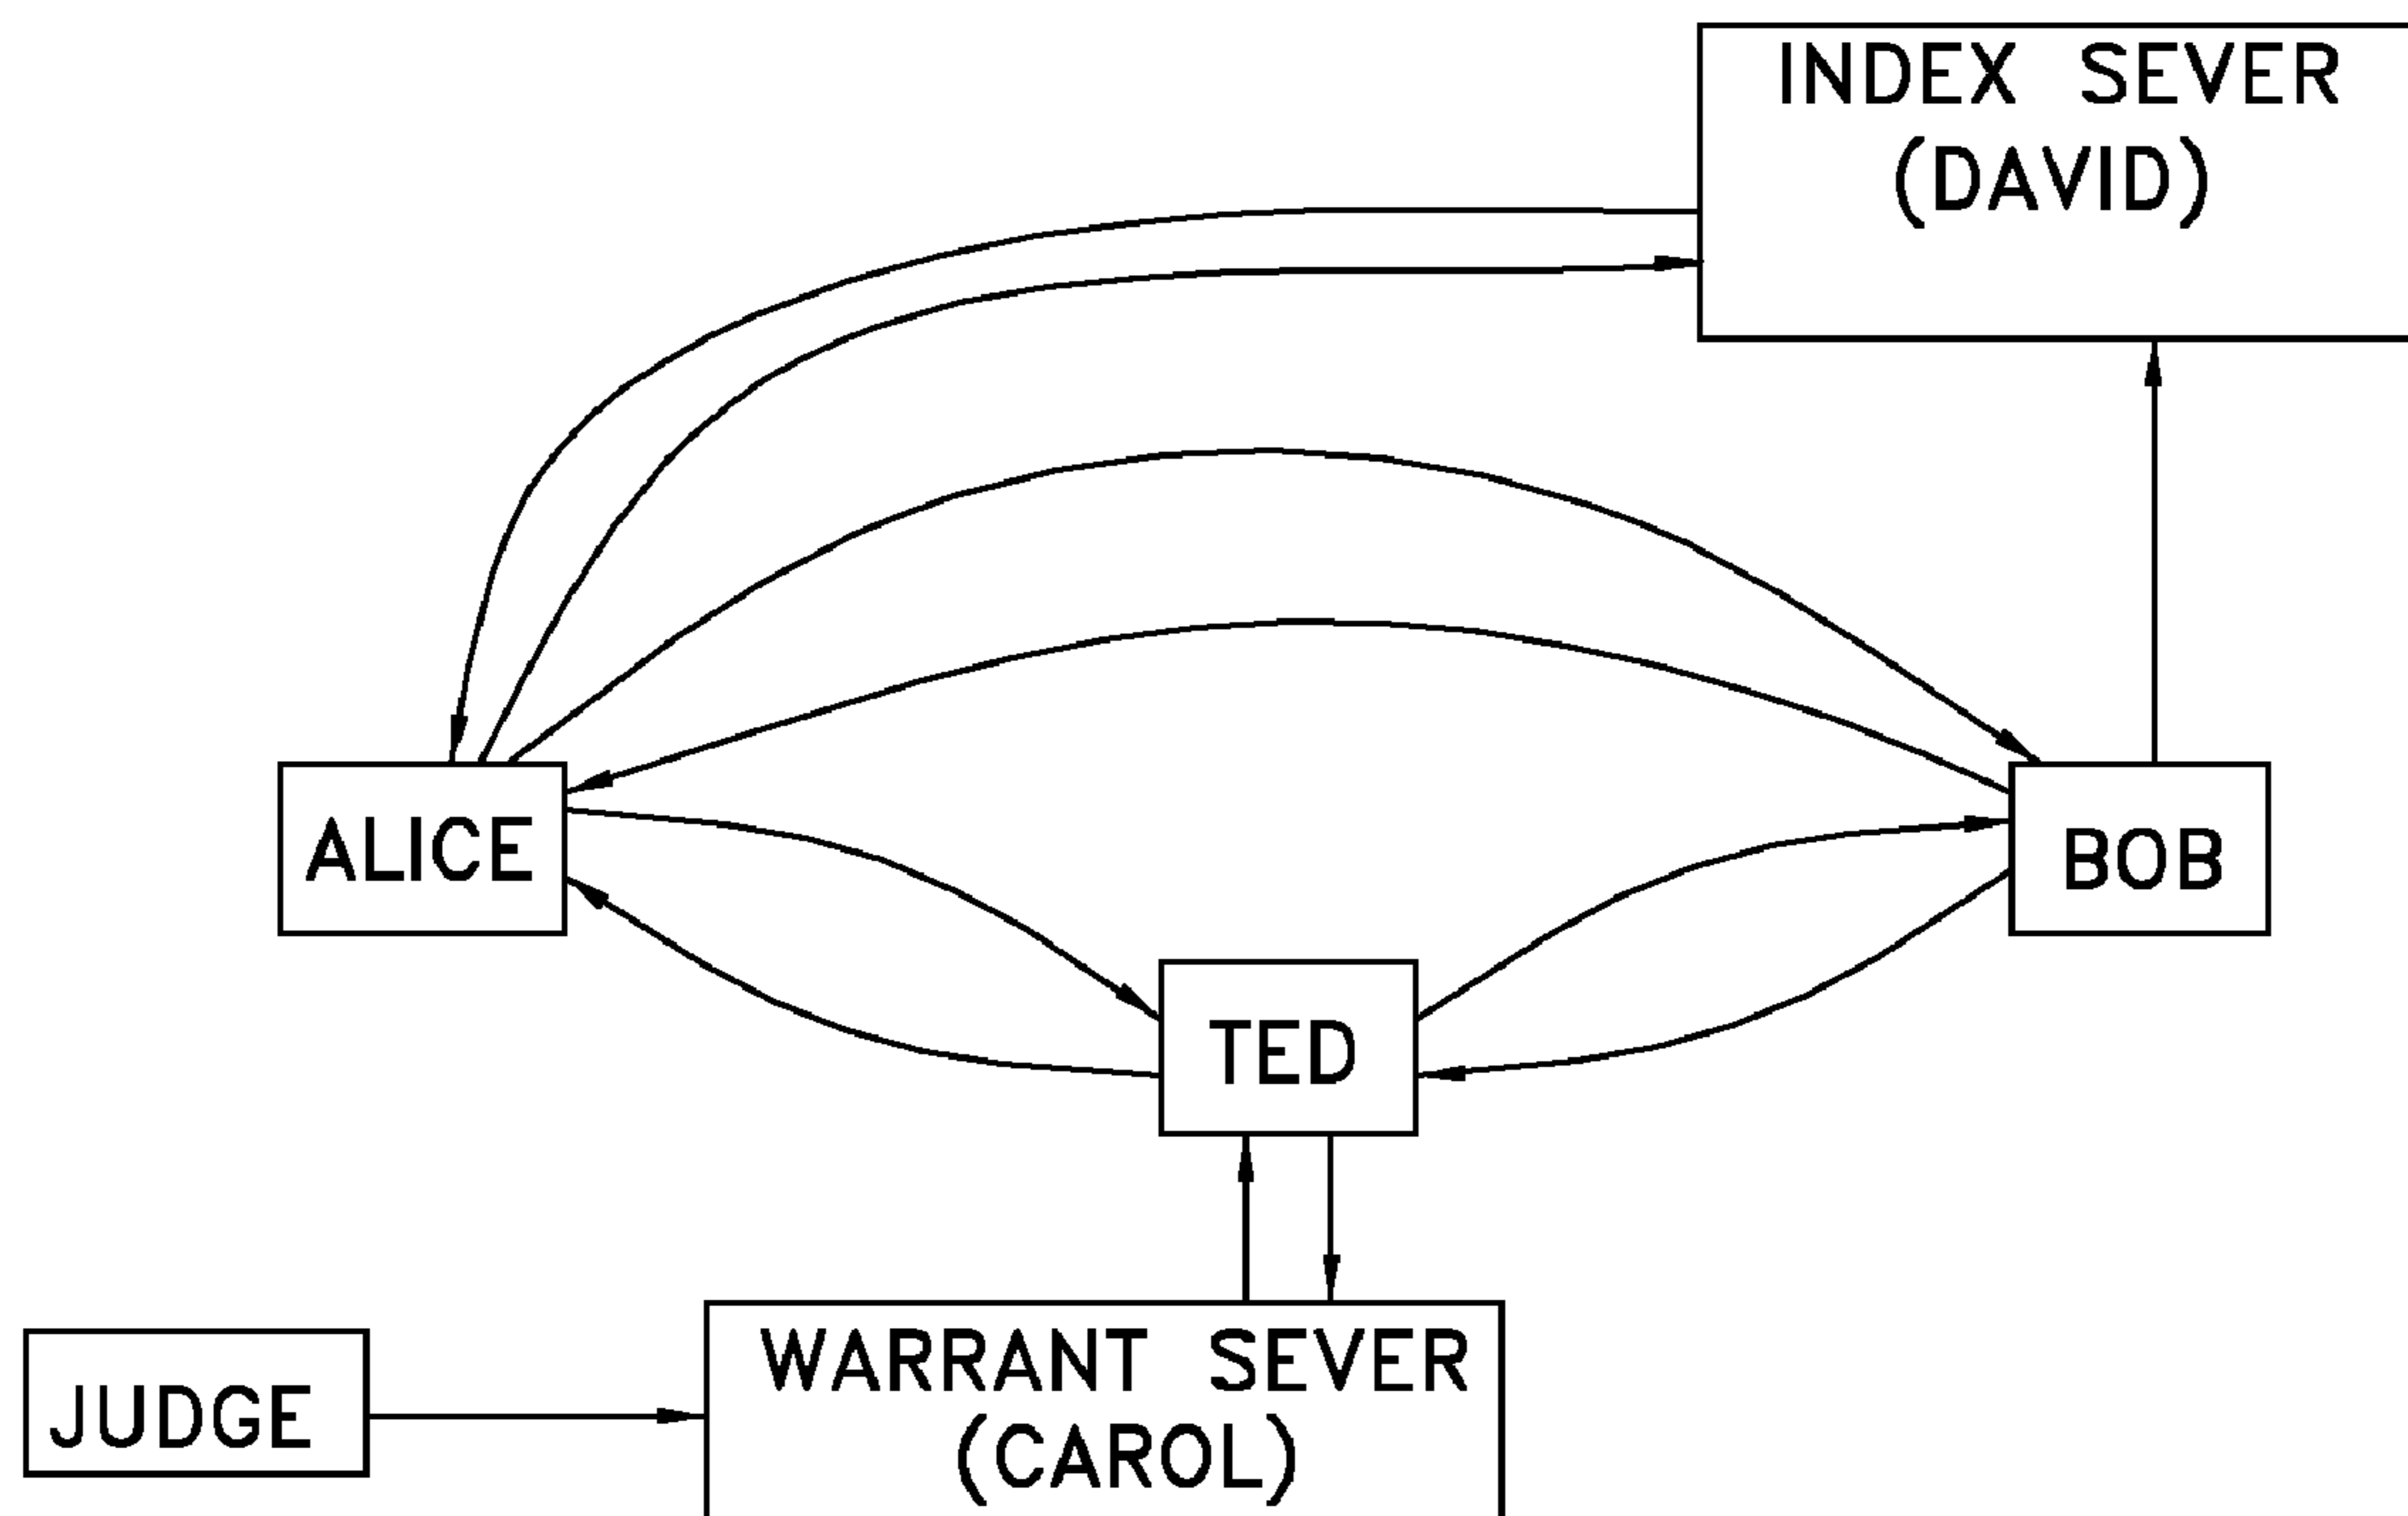 INDEX SEVER
(DAVID)
ALICE
BOB
TED
WARRANT SEVER
(CAROL)
JUDGE